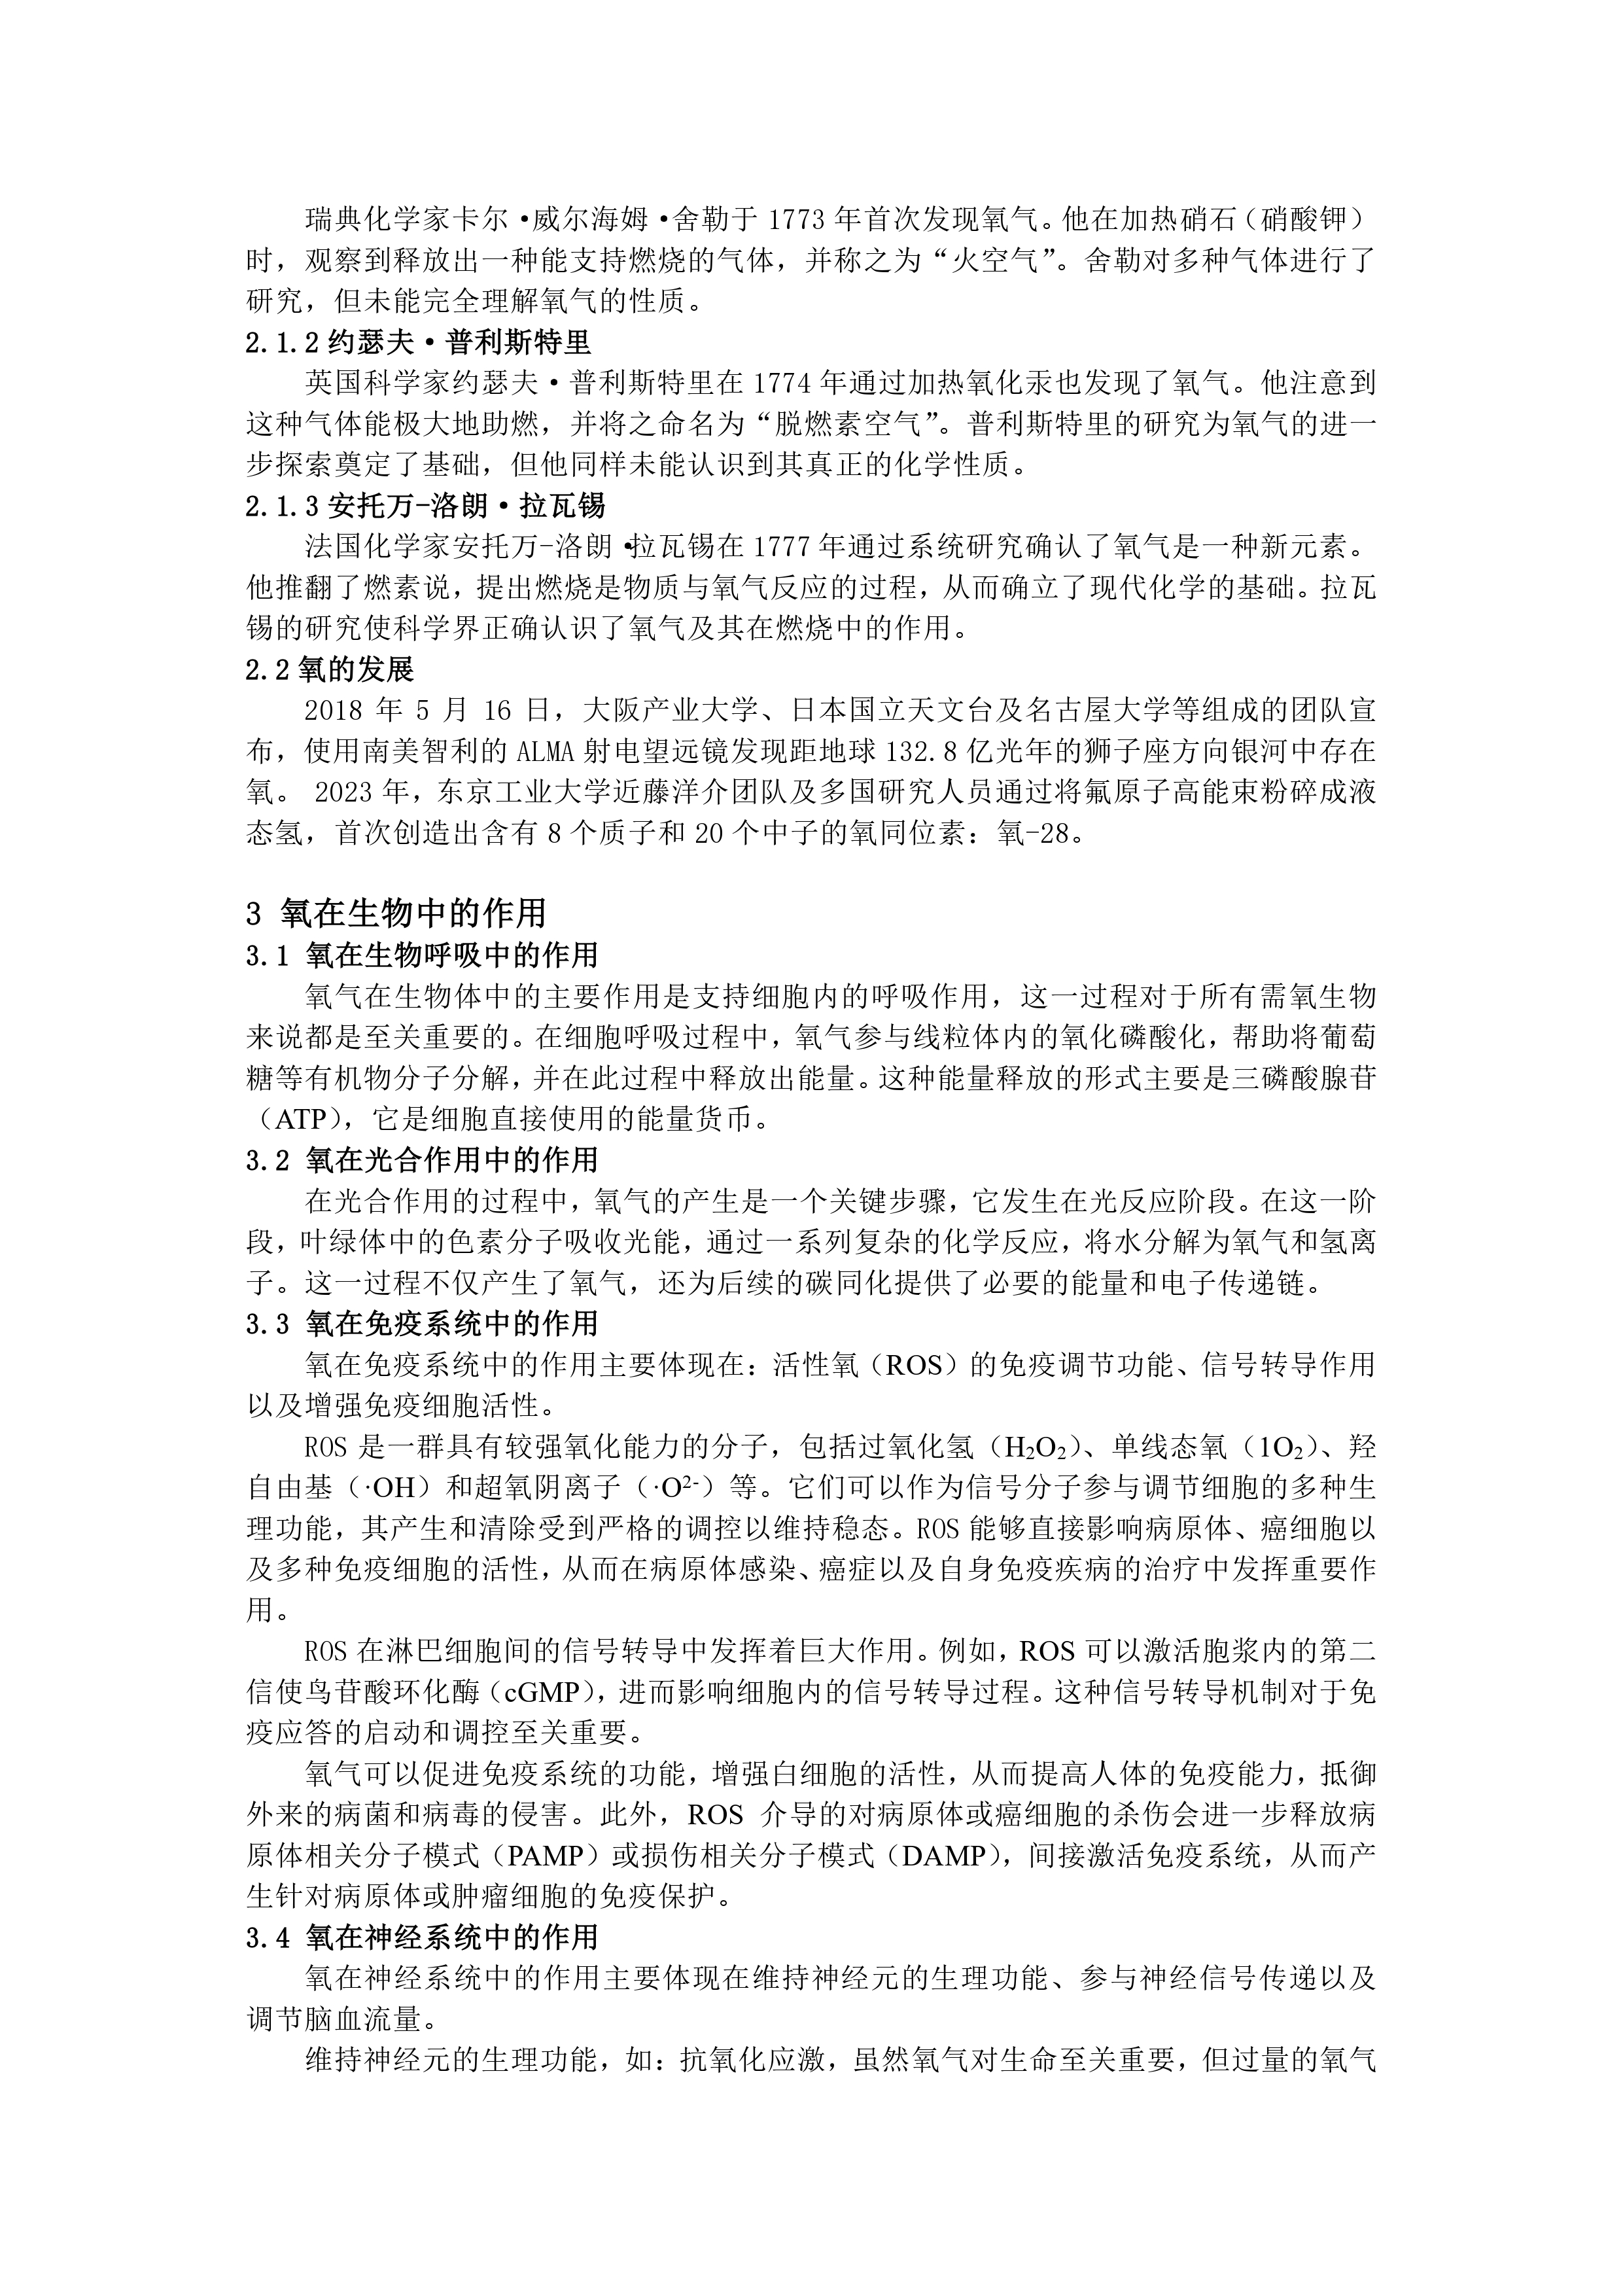 瑞典化学家卡尔·威尔海姆·舍勒于 1773 年首次发现氧气。他在加热硝石（硝酸钾）
时，观察到释放出一种能支持燃烧的气体，并称之为“火空气”。舍勒对多种气体进行了
研究，但未能完全理解氧气的性质。
2.1.2 约瑟夫·普利斯特里
英国科学家约瑟夫·普利斯特里在 1774 年通过加热氧化汞也发现了氧气。他注意到
这种气体能极大地助燃，并将之命名为“脱燃素空气”。普利斯特里的研究为氧气的进一
步探索奠定了基础，但他同样未能认识到其真正的化学性质。
2.1.3 安托万-洛朗·拉瓦锡
法国化学家安托万-洛朗·拉瓦锡在 1777 年通过系统研究确认了氧气是一种新元素。
他推翻了燃素说，提出燃烧是物质与氧气反应的过程，从而确立了现代化学的基础。拉瓦
锡的研究使科学界正确认识了氧气及其在燃烧中的作用。
2.2 氧的发展
2018 年 5 月 16 日，大阪产业大学、日本国立天文台及名古屋大学等组成的团队宣
布，使用南美智利的 ALMA 射电望远镜发现距地球 132.8 亿光年的狮子座方向银河中存在
氧。 2023 年，东京工业大学近藤洋介团队及多国研究人员通过将氟原子高能束粉碎成液
态氢，首次创造出含有 8 个质子和 20 个中子的氧同位素：氧-28。
3 氧在生物中的作用
3.1 氧在生物呼吸中的作用
氧气在生物体中的主要作用是支持细胞内的呼吸作用，这一过程对于所有需氧生物
来说都是至关重要的。在细胞呼吸过程中，氧气参与线粒体内的氧化磷酸化，帮助将葡萄
糖等有机物分子分解，并在此过程中释放出能量。这种能量释放的形式主要是三磷酸腺苷
（ATP），它是细胞直接使用的能量货币。
3.2 氧在光合作用中的作用
在光合作用的过程中，氧气的产生是一个关键步骤，它发生在光反应阶段。在这一阶
段，叶绿体中的色素分子吸收光能，通过一系列复杂的化学反应，将水分解为氧气和氢离
子。这一过程不仅产生了氧气，还为后续的碳同化提供了必要的能量和电子传递链。
3.3 氧在免疫系统中的作用
氧在免疫系统中的作用主要体现在：活性氧（ROS）的免疫调节功能、信号转导作用
以及增强免疫细胞活性。
ROS 是一群具有较强氧化能力的分子，包括过氧化氢（H₂O₂）、单线态氧（1O₂）、羟
自由基（·OH）和超氧阴离子（·O²⁻）等。它们可以作为信号分子参与调节细胞的多种生
理功能，其产生和清除受到严格的调控以维持稳态。ROS 能够直接影响病原体、癌细胞以
及多种免疫细胞的活性，从而在病原体感染、癌症以及自身免疫疾病的治疗中发挥重要作
用。
ROS 在淋巴细胞间的信号转导中发挥着巨大作用。例如，ROS 可以激活胞浆内的第二
信使鸟苷酸环化酶（cGMP），进而影响细胞内的信号转导过程。这种信号转导机制对于免
疫应答的启动和调控至关重要。
氧气可以促进免疫系统的功能，增强白细胞的活性，从而提高人体的免疫能力，抵御
外来的病菌和病毒的侵害。此外，ROS 介导的对病原体或癌细胞的杀伤会进一步释放病
原体相关分子模式（PAMP）或损伤相关分子模式（DAMP），间接激活免疫系统，从而产
生针对病原体或肿瘤细胞的免疫保护。
3.4 氧在神经系统中的作用
氧在神经系统中的作用主要体现在维持神经元的生理功能、参与神经信号传递以及
调节脑血流量。
维持神经元的生理功能，如：抗氧化应激，虽然氧气对生命至关重要，但过量的氧气